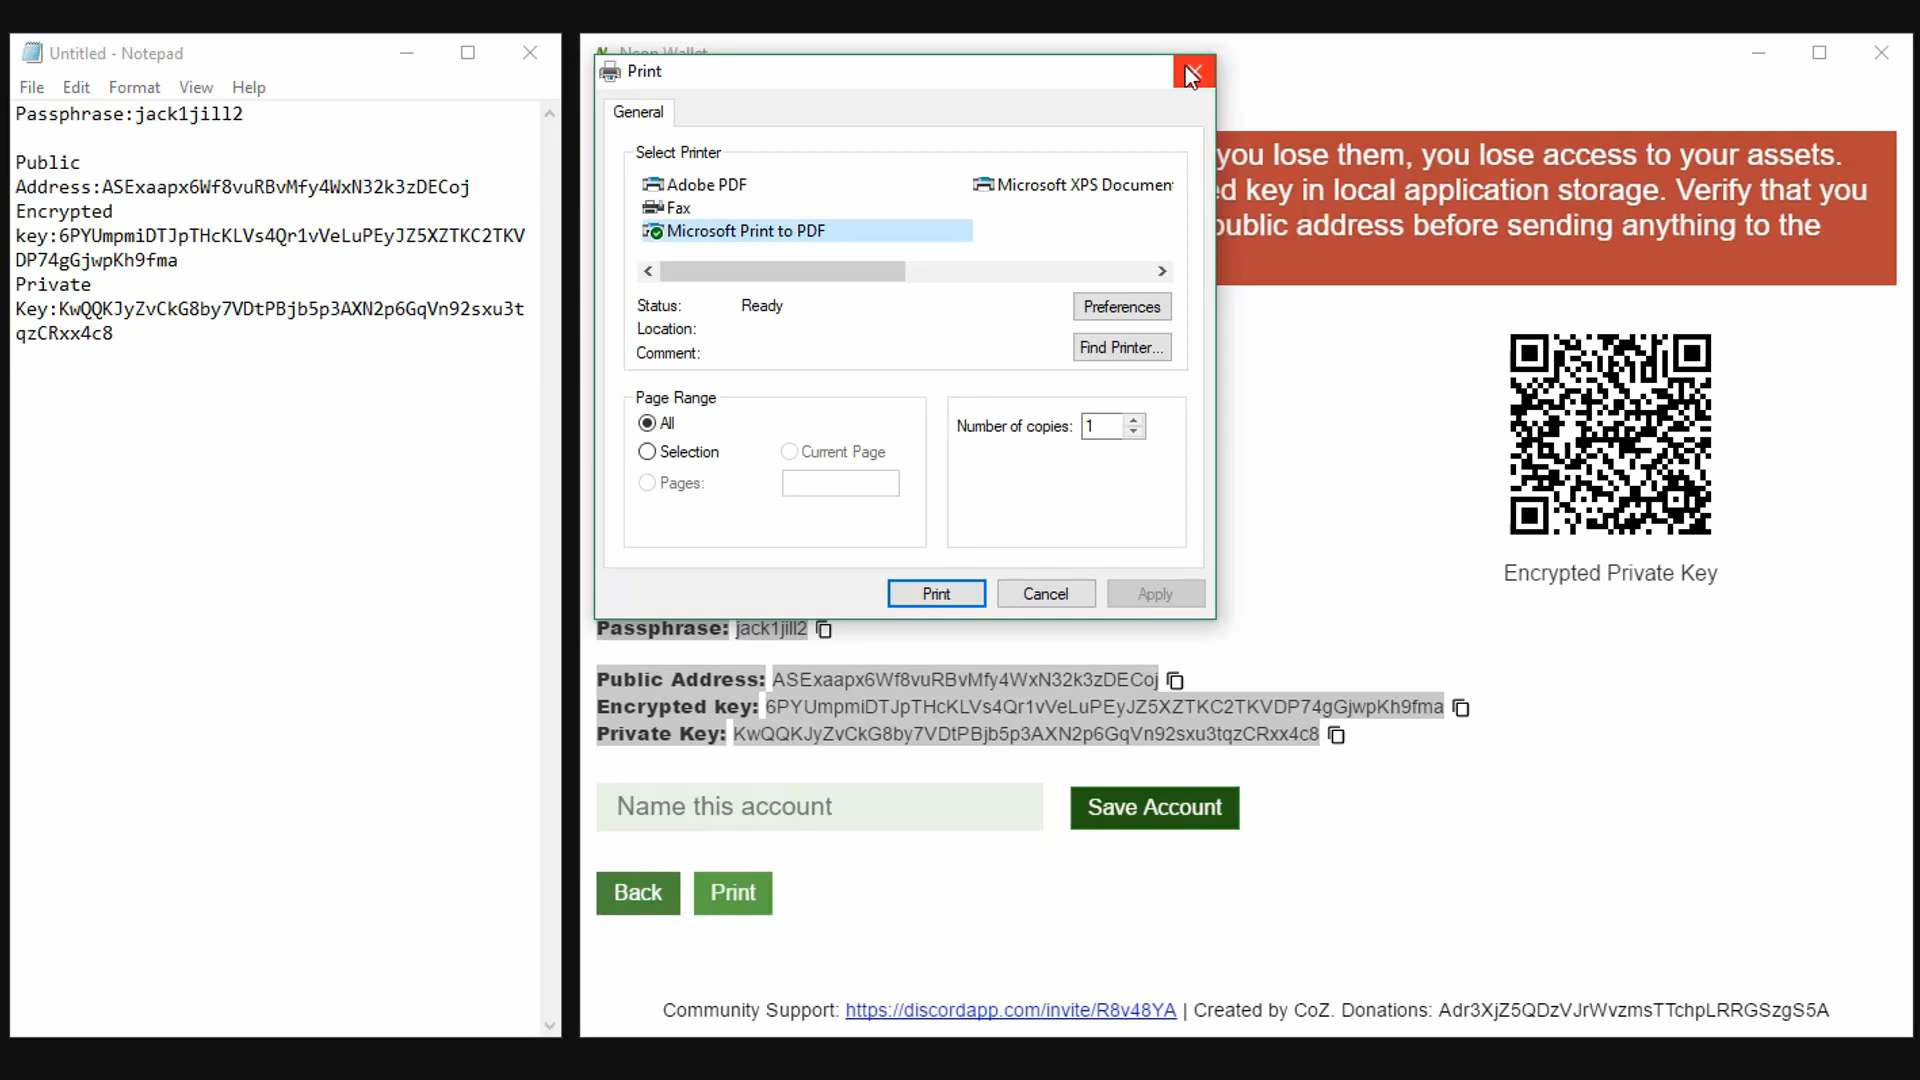 Untitled - Notepad
File Edit Format View Help
Passphrase:jack1jill2
Public
Address:ASExaapx6Wf8vuRBvMfy4WxN32k3zDECoj
Encrypted
key:6PYUmpmiDTJpTHcKLVs4Qr1vVeLuPEyJZ5XZTKC2TKV
DP74gGjwpKh9fma
Private
Key:KwQQKJyZvCkG8by7VDtPBjb5p3AXN2p6GqVn92sxu3t
qzCRxx4c8
Neon Wallet
Print
General
Select Printer
Adobe PDF
Microsoft XPS Documen
Fax
Microsoft Print to PDF
Status: Ready
Preferences
Location:
Comment:
Find Printer...
Page Range
All
Selection
Current Page
Pages:
Number of copies: 1
Print Cancel Apply
you lose them, you lose access to your assets.
d key in local application storage. Verify that you
public address before sending anything to the
Encrypted Private Key
Passphrase: jack1jill2
Public Address: ASExaapx6Wf8vuRBvMfy4WxN32k3zDECoj
Encrypted key: 6PYUmpmiDTJpTHcKLVs4Qr1vVeLuPEyJZ5XZTKC2TKVDP74gGjwpKh9fma
Private Key: KwQQKJyZvCkG8by7VDtPBjb5p3AXN2p6GqVn92sxu3tqzCRxx4c8
Name this account
Save Account
Back Print
Community Support: https://discordapp.com/invite/R8v48YA | Created by CoZ. Donations: Adr3XjZ5QDzVJrWvzmsTTchpLRRGSzgS5A